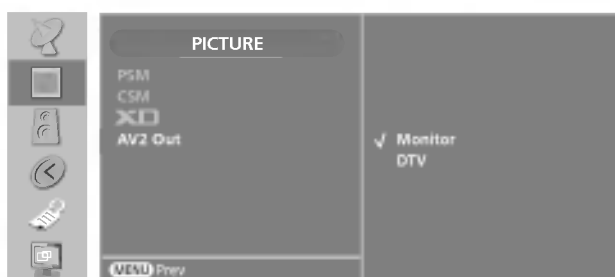 PICTURE
PSM
CSM
XD
AV2 Out
✓ Monitor
DTV
MENU Prev